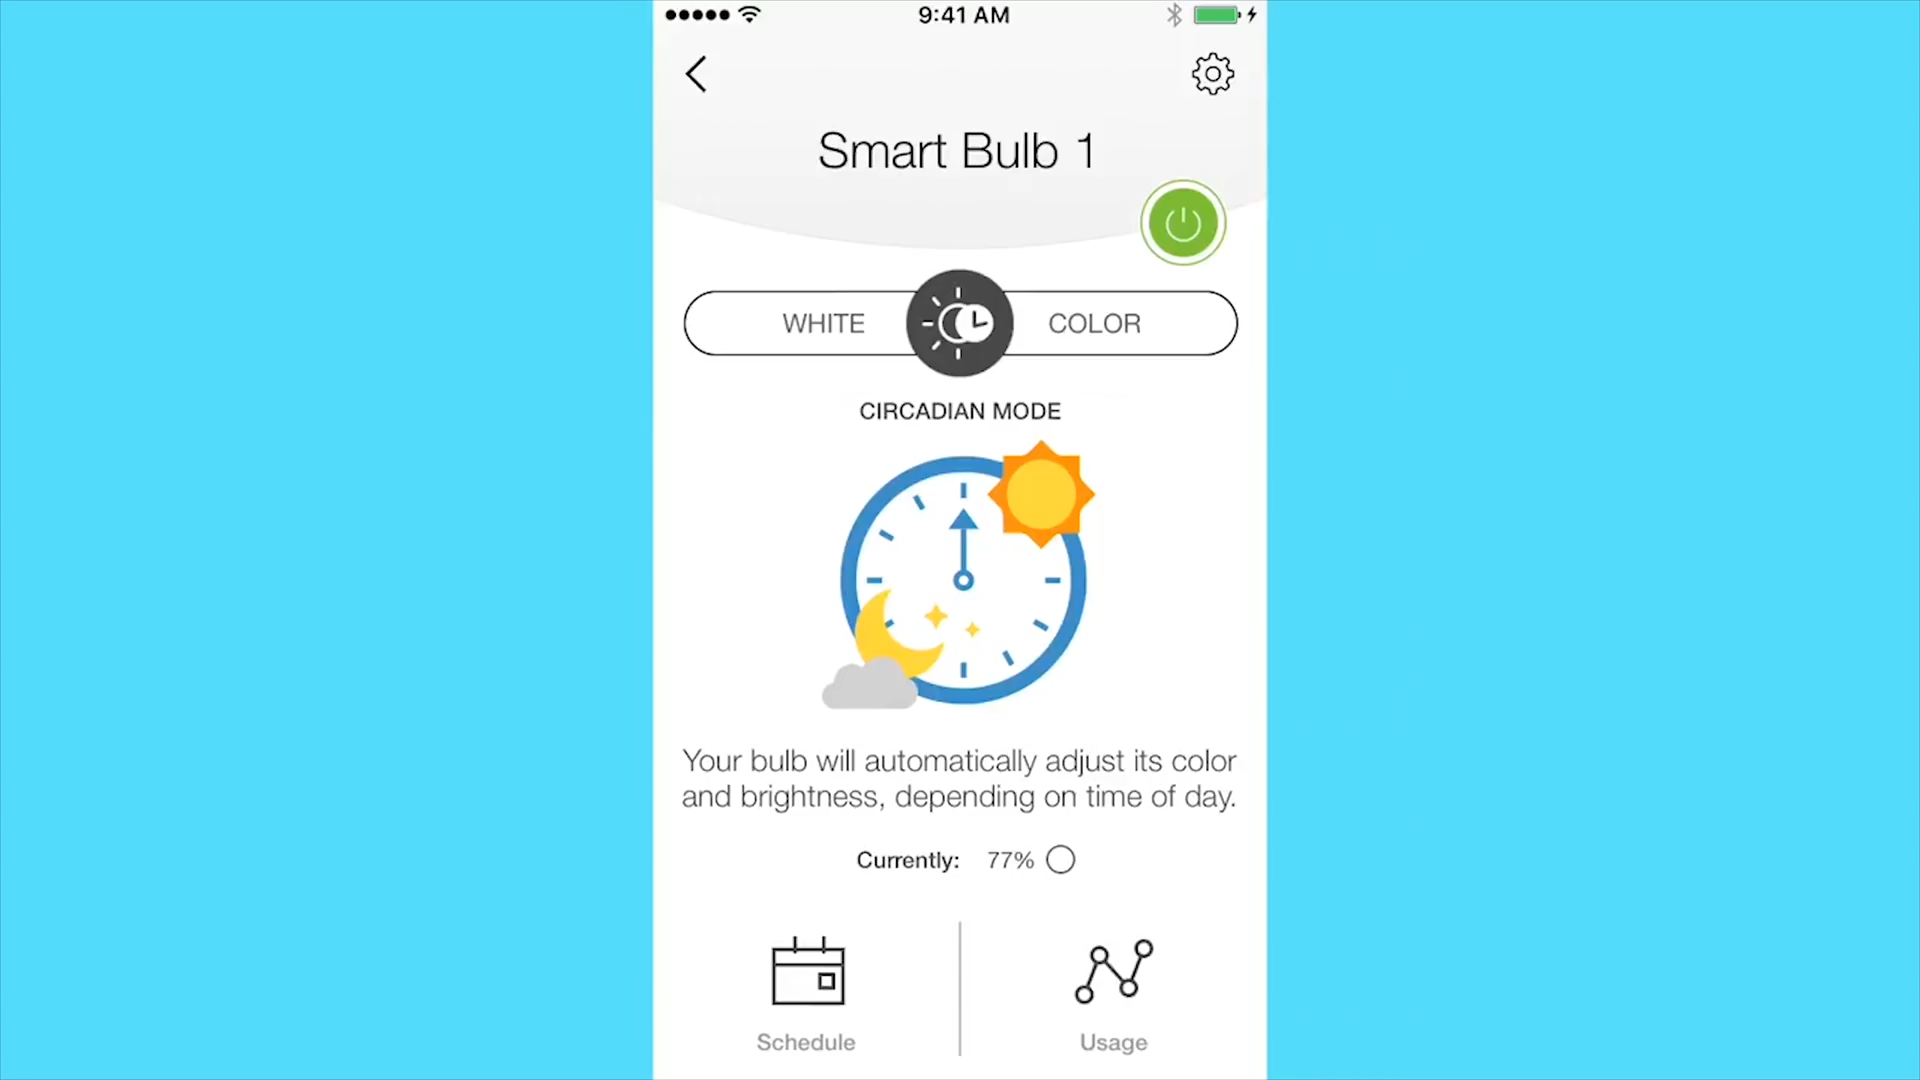 9:41 AM
Smart Bulb 1
WHITE
COLOR
CIRCADIAN MODE
Your bulb will automatically adjust its color
and brightness, depending on time of day.
Currently: 77%
Schedule
Usage